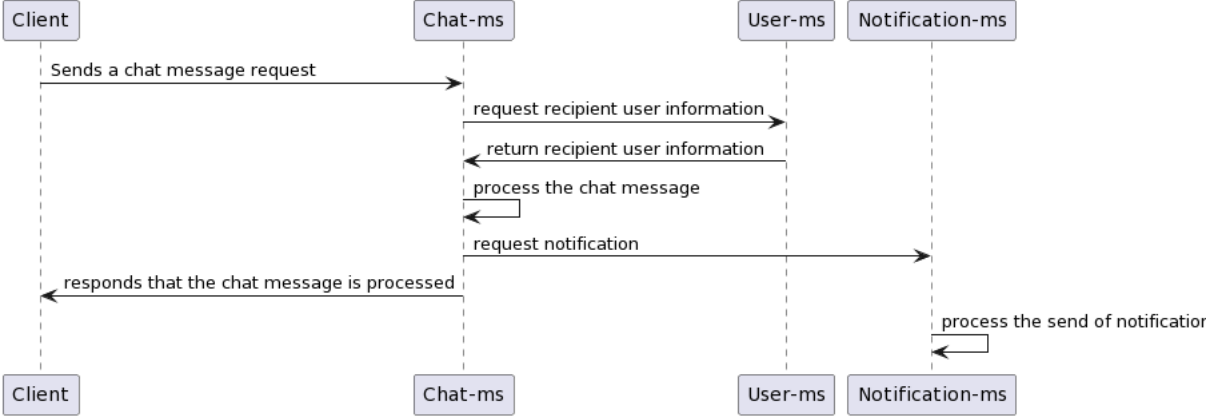 Client
Chat-ms
User-ms
Notification-ms
Sends a chat message request
request recipient user information
return recipient user information
process the chat message
request notification
responds that the chat message is processed
process the send of notification
Client
Chat-ms
User-ms
Notification-ms